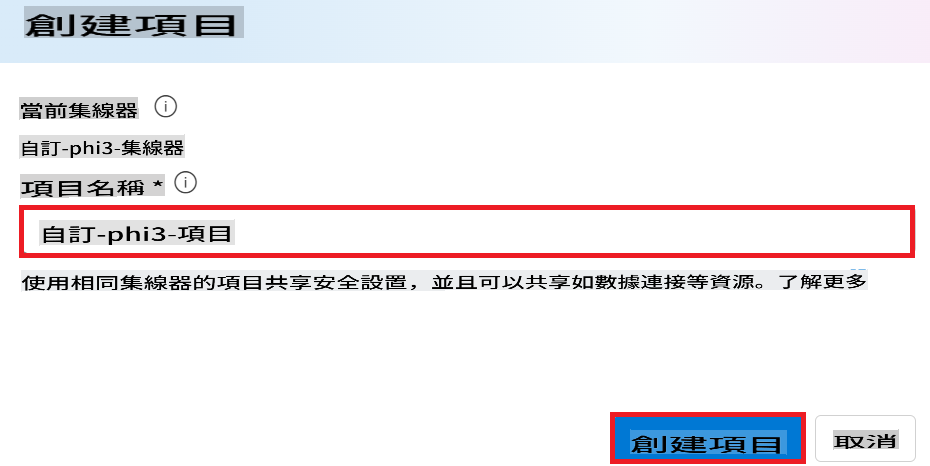 創建項目
當前集線器
自訂-phi3-集線器
項目名稱 *
自訂-phi3-項目
使用相同集線器的項目共享安全設置，並且可以共享如數據連接等資源。了解更多
創建項目 取消